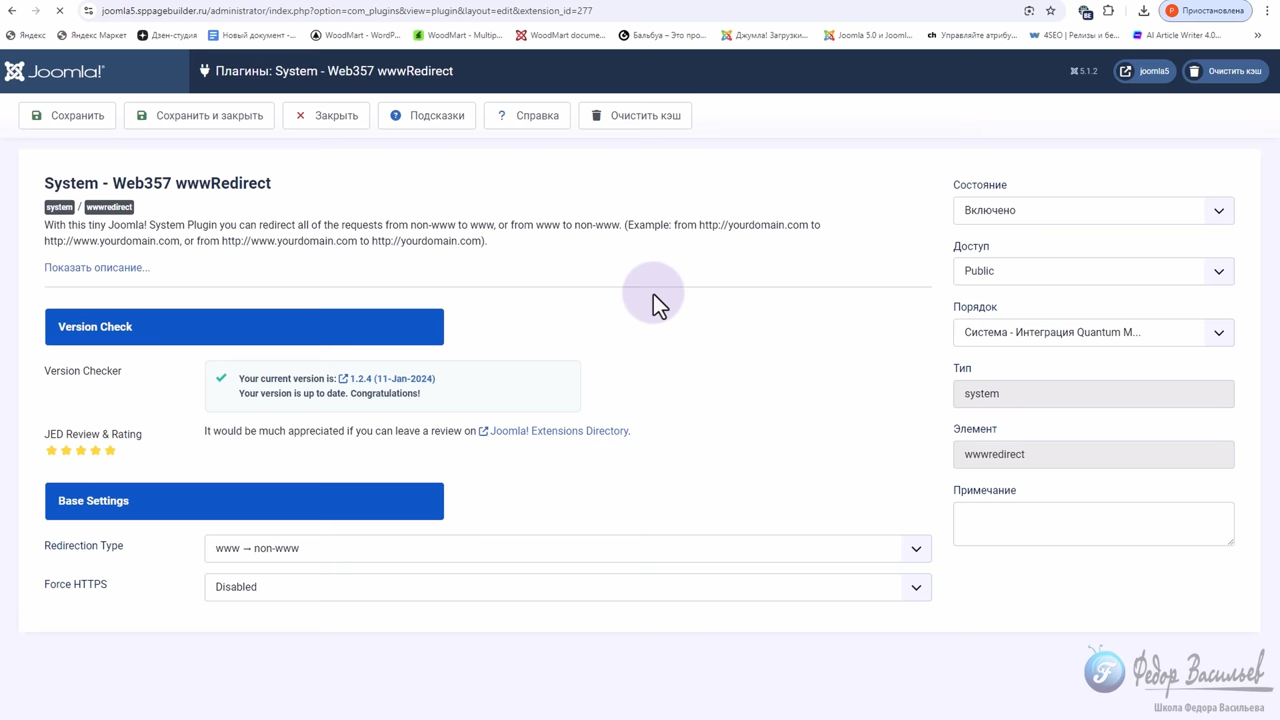 joomla5.sppagebuilder.ru/administrator/index.php?option=com_plugins&view=plugin&layout=edit&extension_id=277
Приостановлена
Яндекс
Яндекс Маркет
Дзен-студия
Новый документ -...
WoodMart - WordP...
WoodMart - Multip...
WoodMart docume...
Бальбуа – Это про...
Джумла! Загрузки...
Joomla 5.0 и Jooml...
Управляйте атрибу...
4SEO | Релизы и бе...
AI Article Writer 4.0...
Joomla!
Плагины: System - Web357 wwwRedirect
5.1.2
joomla5
Очистить кэш
Сохранить
Сохранить и закрыть
Закрыть
Подсказки
Справка
Очистить кэш
System - Web357 wwwRedirect
system / wwwredirect
With this tiny Joomla! System Plugin you can redirect all of the requests from non-www to www, or from www to non-www. (Example: from http://yourdomain.com to
http://www.yourdomain.com, or from http://www.yourdomain.com to http://yourdomain.com).
Показать описание...
Version Check
Version Checker
Your current version is: 1.2.4 (11-Jan-2024)
Your version is up to date. Congratulations!
JED Review & Rating
It would be much appreciated if you can leave a review on Joomla! Extensions Directory.
Base Settings
Redirection Type
www → non-www
Force HTTPS
Disabled
Состояние
Включено
Доступ
Public
Порядок
Система - Интеграция Quantum M...
Тип
system
Элемент
wwwredirect
Примечание
Федор Васильев
Школа Федора Васильева